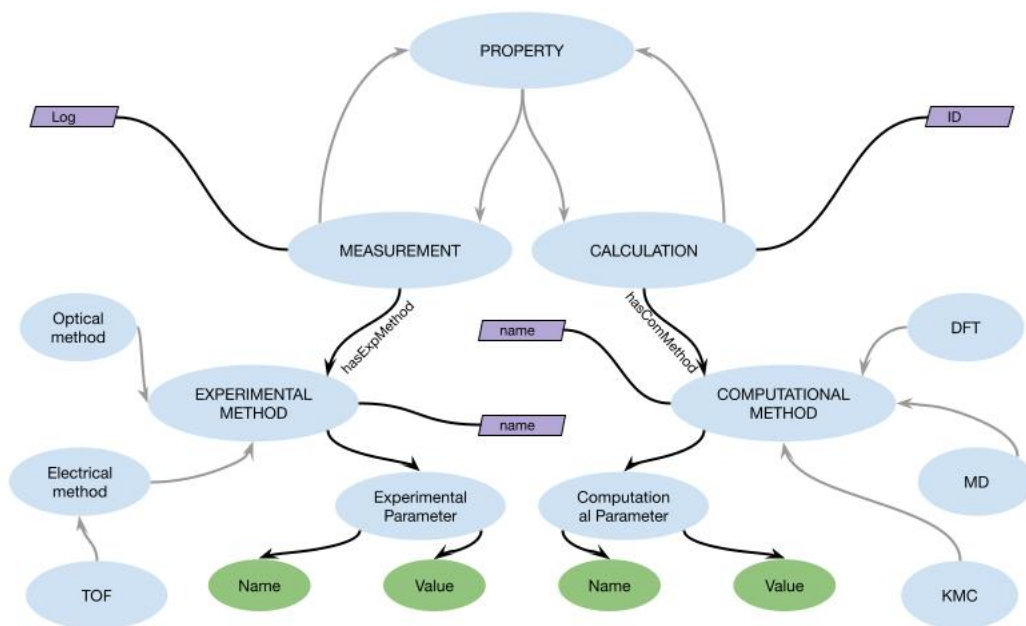 PROPERTY
Log
ID
MEASUREMENT
CALCULATION
hasExpMethod
hasComMethod
Optical
method
name
DFT
EXPERIMENTAL
METHOD
name
COMPUTATIONAL
METHOD
Electrical
method
Experimental
Parameter
Computation
al Parameter
MD
TOF
Name
Value
Name
Value
KMC